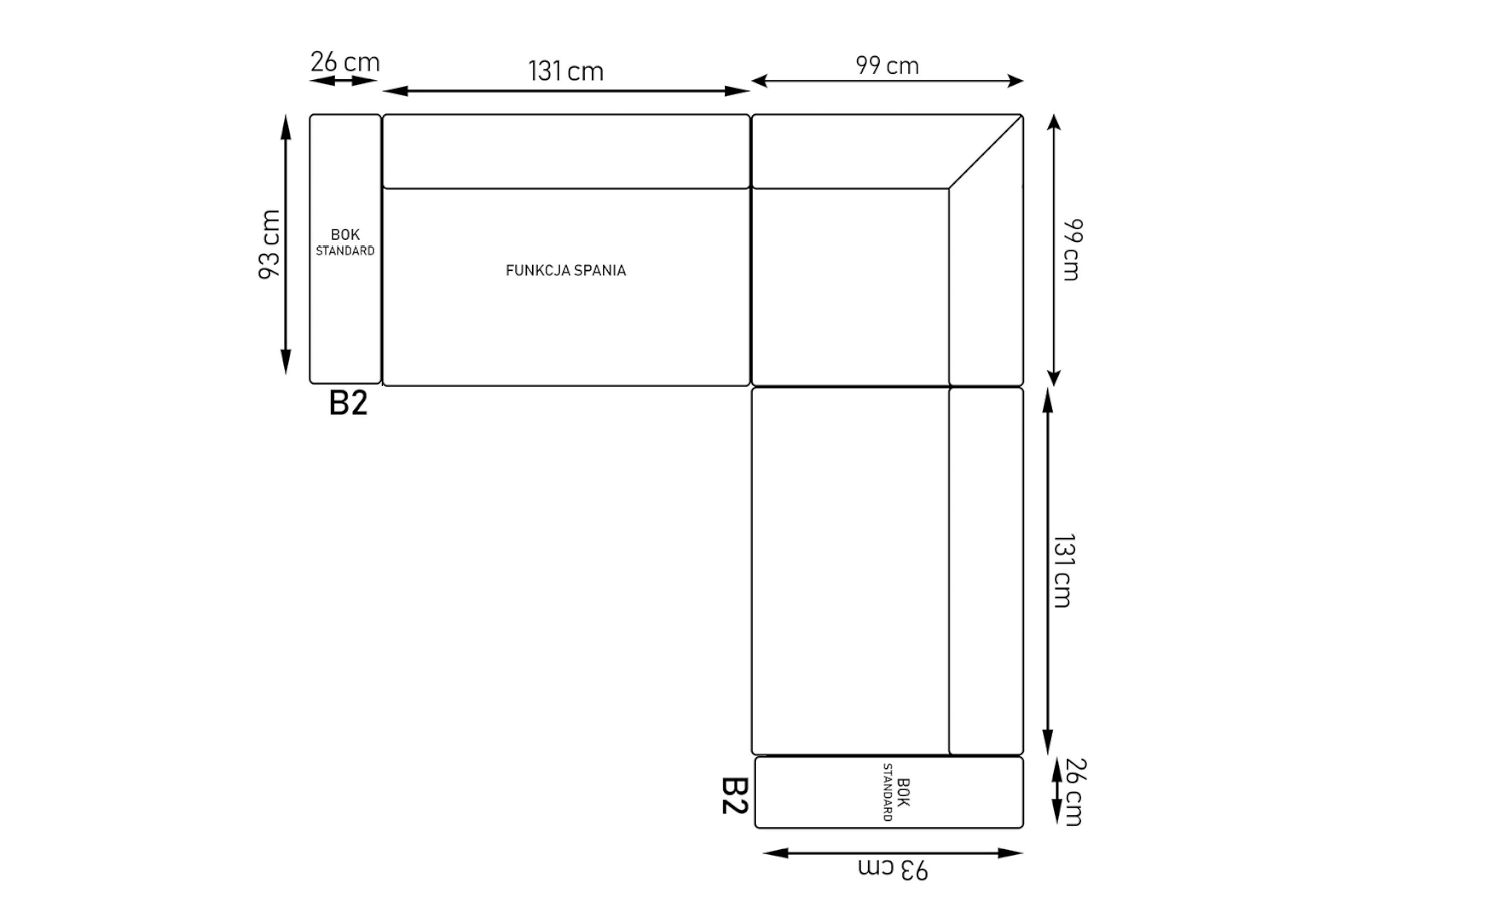 26 cm
131 cm
99 cm
93 cm
BOK
STANDARD
FUNKCJA SPANIA
99 cm
B2
131 cm
B2
BOK
STANDARD
26 cm
93 cm